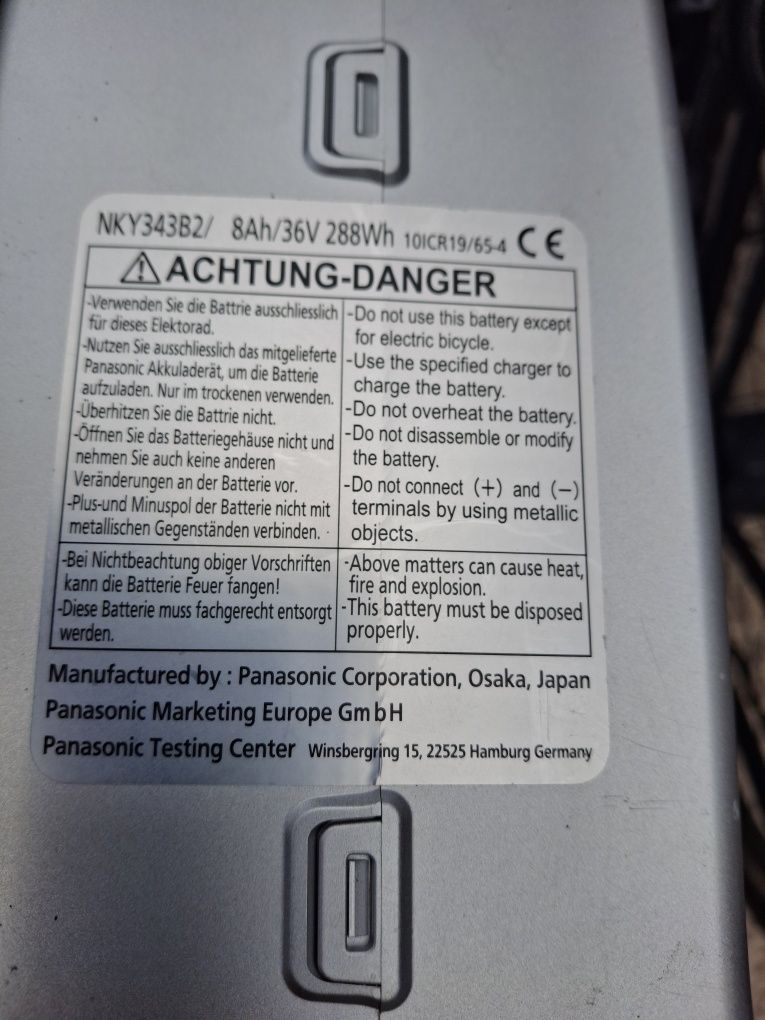 NKY343B2/ 8Ah/36V 288Wh 10ICR19/65-4 CE
ACHTUNG-DANGER
-Verwenden Sie die Battrie ausschliesslich
für dieses Elektorad.
-Nutzen Sie ausschliesslich das mitgelieferte
Panasonic Akkuladerät, um die Batterie
aufzuladen. Nur im trockenen verwenden.
-Überhitzen Sie die Battrie nicht.
-Öffnen Sie das Batteriegehäuse nicht und
nehmen Sie auch keine anderen
Veränderungen an der Batterie vor.
-Plus-und Minuspol der Batterie nicht mit
metallischen Gegenständen verbinden.
-Do not use this battery except
for electric bicycle.
-Use the specified charger to
charge the battery.
-Do not overheat the battery.
-Do not disassemble or modify
the battery.
-Do not connect (+) and (−)
terminals by using metallic
objects.
-Bei Nichtbeachtung obiger Vorschriften
kann die Batterie Feuer fangen!
-Diese Batterie muss fachgerecht entsorgt
werden.
-Above matters can cause heat,
fire and explosion.
-This battery must be disposed
properly.
Manufactured by : Panasonic Corporation, Osaka, Japan
Panasonic Marketing Europe GmbH
Panasonic Testing Center Winsbergring 15, 22525 Hamburg Germany